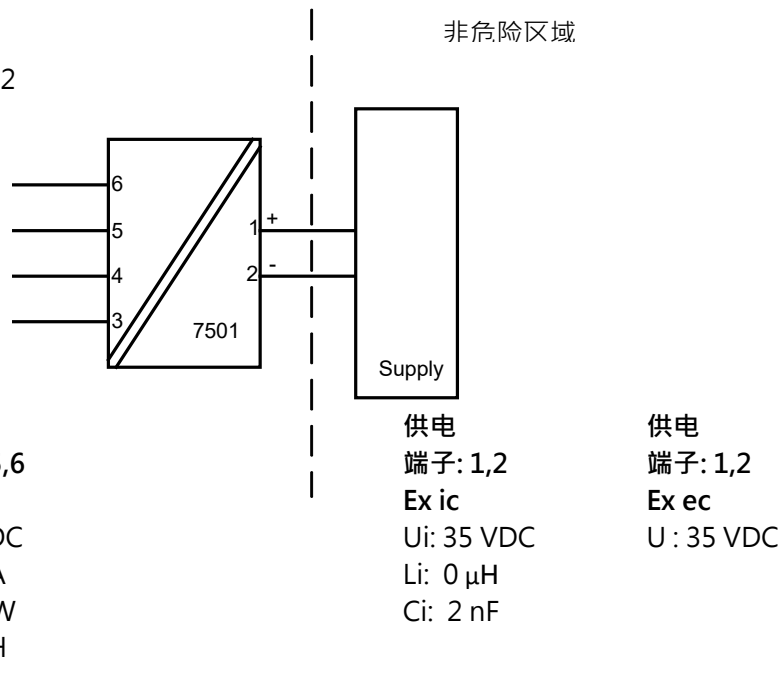 非危险区域
2
6
5
4
3
1 +
2 -
7501
Supply
供电
端子: 1,2
Ex ic
Ui: 35 VDC
Li: 0 μH
Ci: 2 nF
供电
端子: 1,2
Ex ec
U : 35 VDC
,6
W